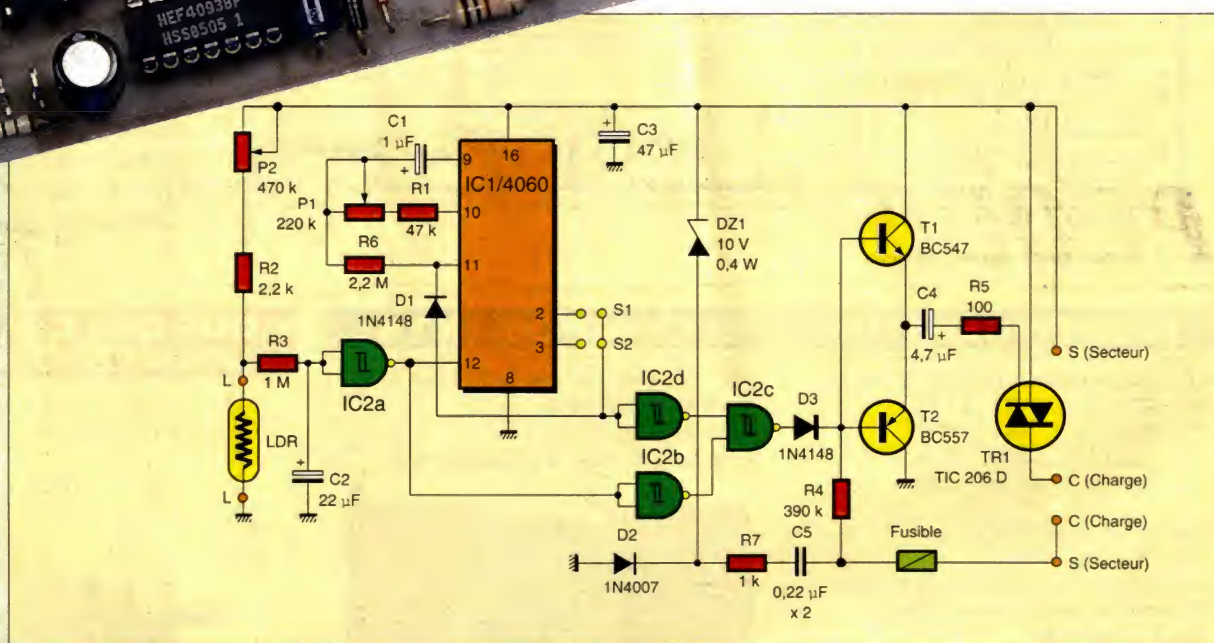 HEF4093BP
HSS8505 1
P2
470 k
C1
1 µF
+
9
16
IC1/4060
R1
P1
220 k
47 k
10
R6
2,2 M
11
D1
1N4148
R2
2,2 k
R3
1 M
IC2a
12
2
S1
3
S2
8
L
LDR
L
+
C2
22 µF
+
C3
47 µF
DZ1
10 V
0,4 W
IC2d
IC2c
IC2b
D3
1N4148
T1
BC547
C4
+
4,7 µF
R5
100
T2
BC557
TR1
TIC 206 D
S (Secteur)
C (Charge)
C (Charge)
S (Secteur)
R4
390 k
D2
1N4007
R7
1 k
C5
0,22 µF
x 2
Fusible